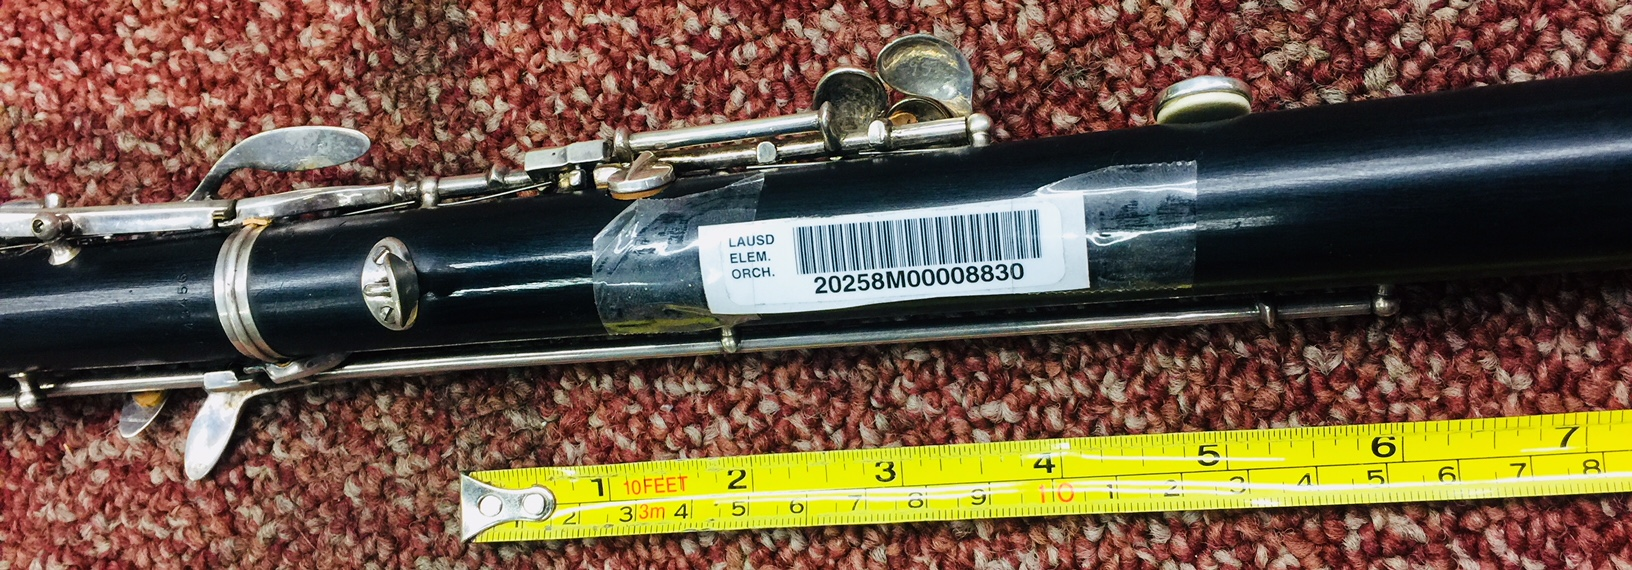 LAUSD
ELEM.
ORCH.
20258M00008830
1 10FEET 2 3 4 5 6 7
1 2 3 3m 4 5 6 7 8 9 10 1 2 3 4 5 6 7 8